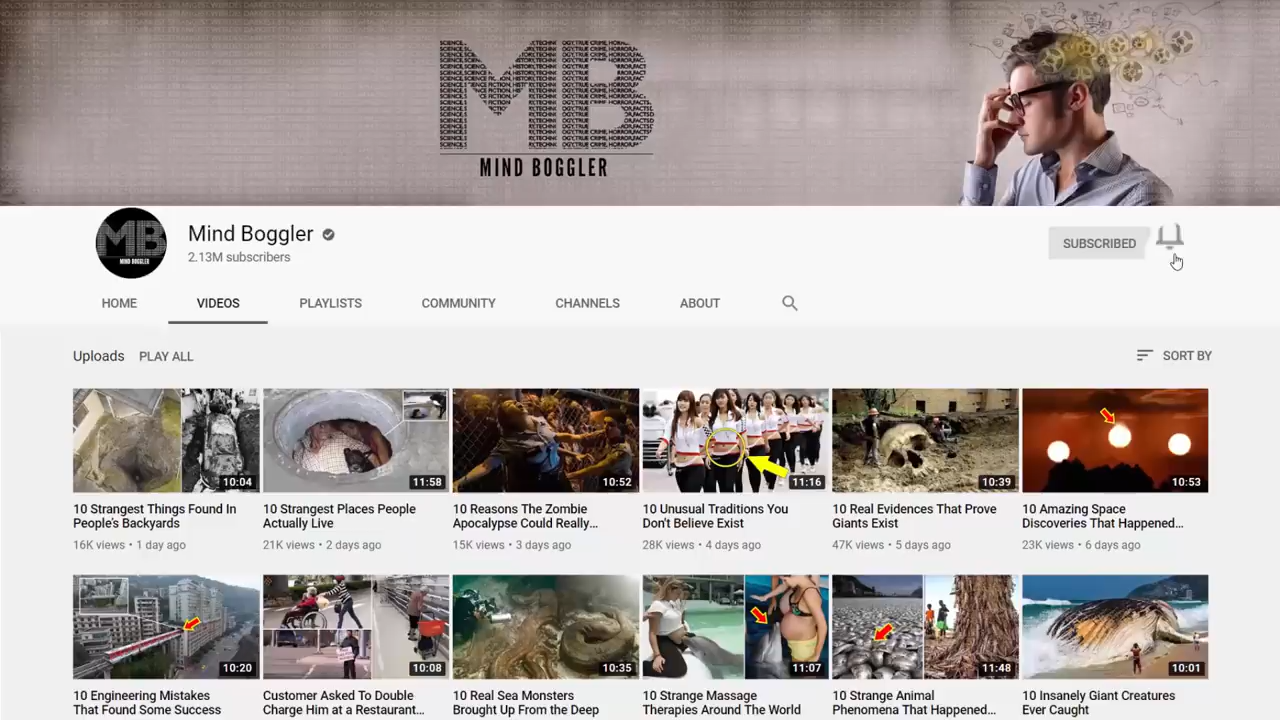 MB
MIND BOGGLER
MB
MIND BOGGLER
Mind Boggler
2.13M subscribers
SUBSCRIBED
HOME
VIDEOS
PLAYLISTS
COMMUNITY
CHANNELS
ABOUT
Uploads
PLAY ALL
SORT BY
10:04
11:58
10:52
11:16
10:39
10:53
10 Strangest Things Found In
People's Backyards
16K views • 1 day ago
10 Strangest Places People
Actually Live
21K views • 2 days ago
10 Reasons The Zombie
Apocalypse Could Really...
15K views • 3 days ago
10 Unusual Traditions You
Don't Believe Exist
28K views • 4 days ago
10 Real Evidences That Prove
Giants Exist
47K views • 5 days ago
10 Amazing Space
Discoveries That Happened...
23K views • 6 days ago
10:20
10:08
10:35
11:07
11:48
10:01
10 Engineering Mistakes
That Found Some Success
Customer Asked To Double
Charge Him at a Restaurant...
10 Real Sea Monsters
Brought Up From the Deep
10 Strange Massage
Therapies Around The World
10 Strange Animal
Phenomena That Happened...
10 Insanely Giant Creatures
Ever Caught